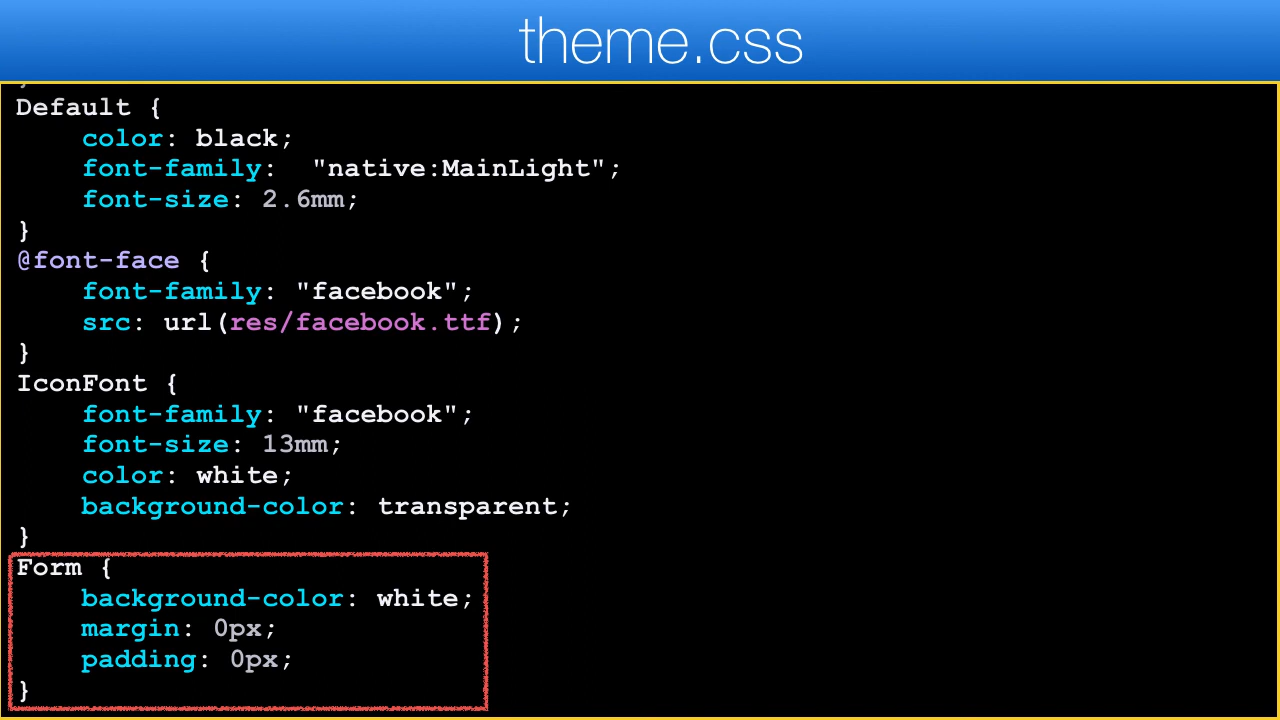 theme.css
}
Default {
color: black;
font-family:  "native:MainLight";
font-size: 2.6mm;
}
@font-face {
font-family: "facebook";
src: url(res/facebook.ttf);
}
IconFont {
font-family: "facebook";
font-size: 13mm;
color: white;
background-color: transparent;
}
Form {
background-color: white;
margin: 0px;
padding: 0px;
}